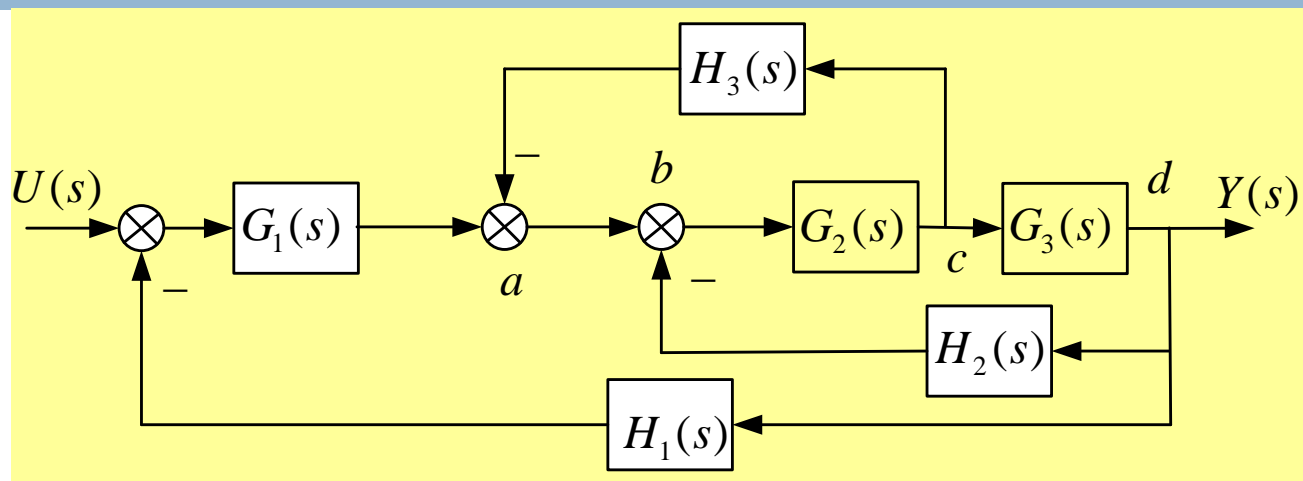 H₃(s)
−
b
d
U(s)
G₁(s)
G₂(s)
G₃(s)
Y(s)
a
c
−
−
H₂(s)
H₁(s)